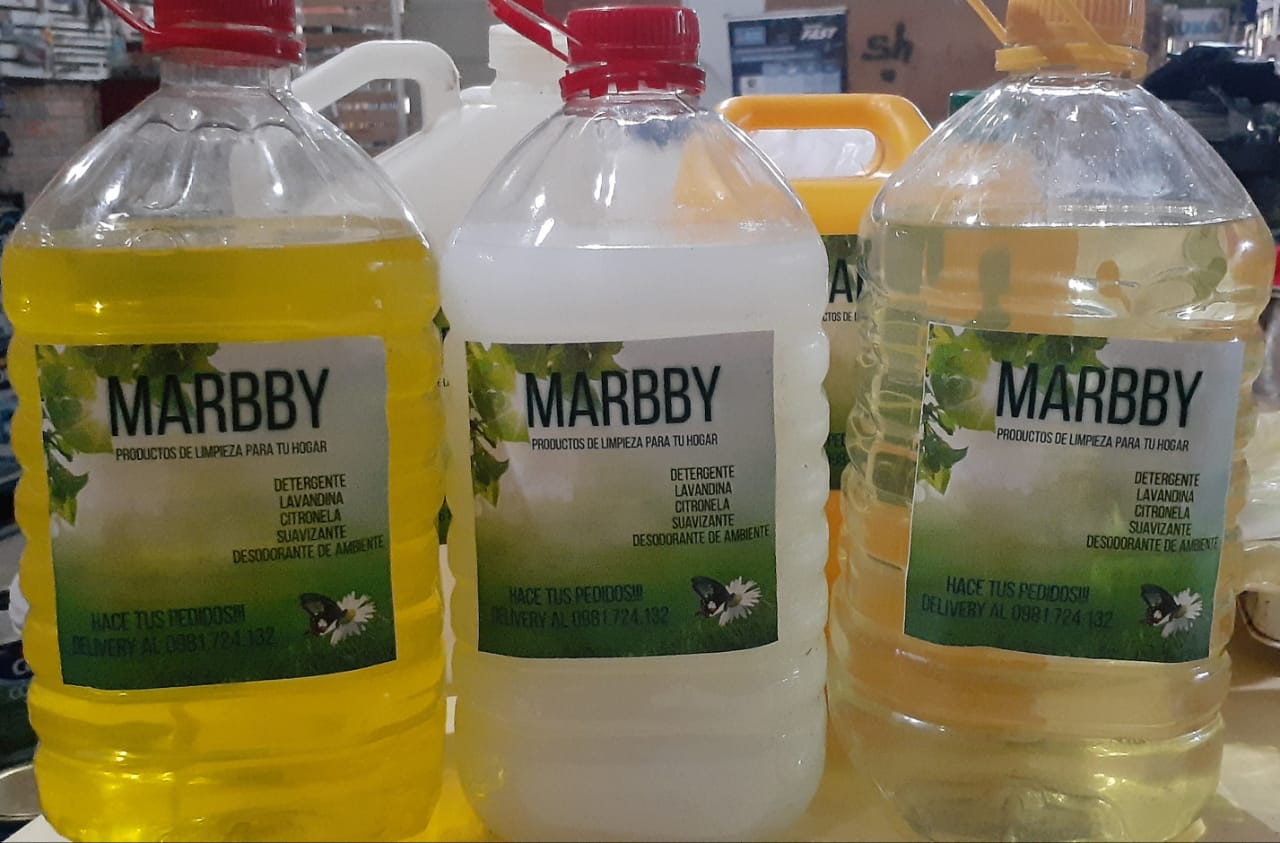 MARBBY
PRODUCTOS DE LIMPIEZA PARA TU HOGAR
DETERGENTE
LAVANDINA
CITRONELA
SUAVIZANTE
DESODORANTE DE AMBIENTE
HACE TUS PEDIDOS!!!
DELIVERY AL 0981.724.132
MARBBY
PRODUCTOS DE LIMPIEZA PARA TU HOGAR
DETERGENTE
LAVANDINA
CITRONELA
SUAVIZANTE
DESODORANTE DE AMBIENTE
HACE TUS PEDIDOS!!!
DELIVERY AL 0981.724.132
MARBBY
PRODUCTOS DE LIMPIEZA PARA TU HOGAR
DETERGENTE
LAVANDINA
CITRONELA
SUAVIZANTE
DESODORANTE DE AMBIENTE
HACE TUS PEDIDOS!!!
DELIVERY AL 0981.724.132
FAST
sh